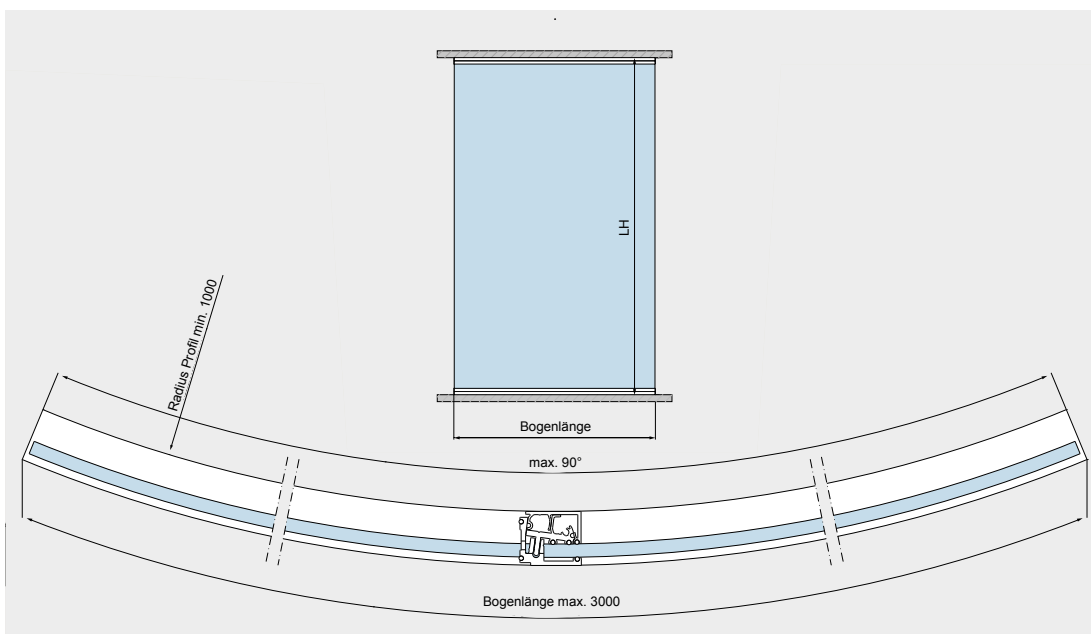 LH
Radius Profil min. 1000
Bogenlänge
max. 90°
Bogenlänge max. 3000